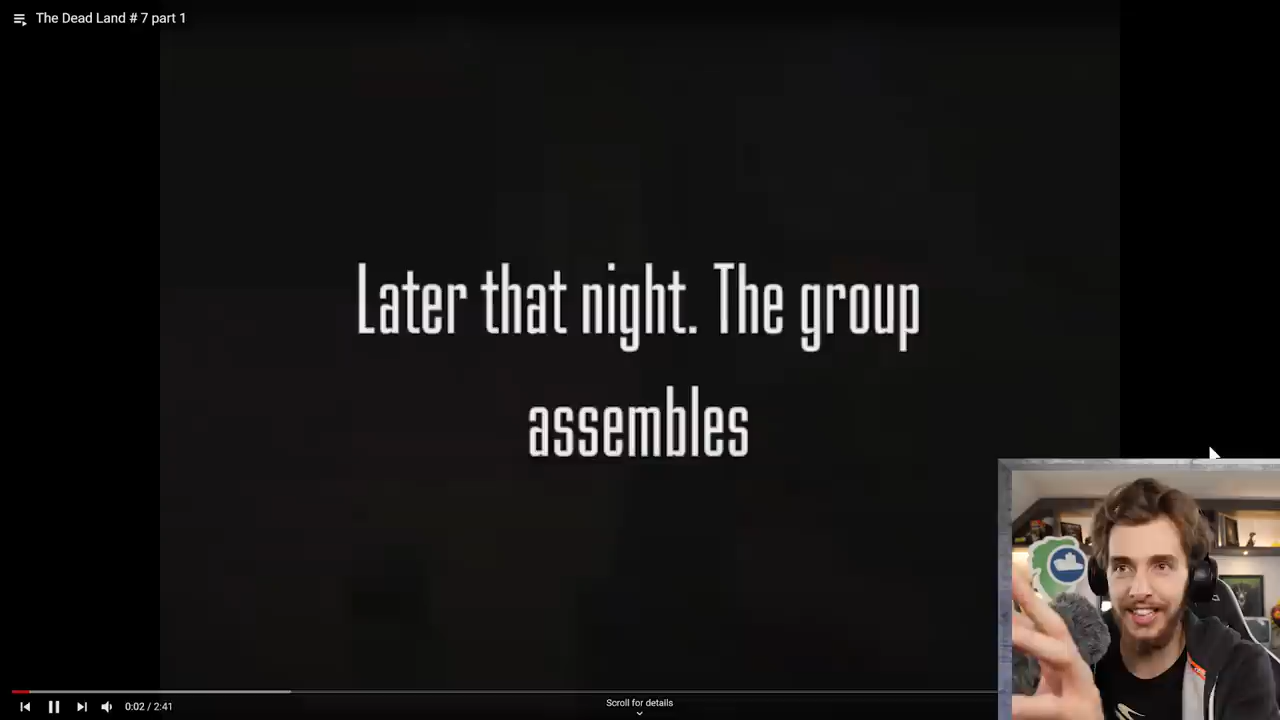 The Dead Land # 7 part 1
Later that night. The group
assembles
0:02 / 2:41
Scroll for details